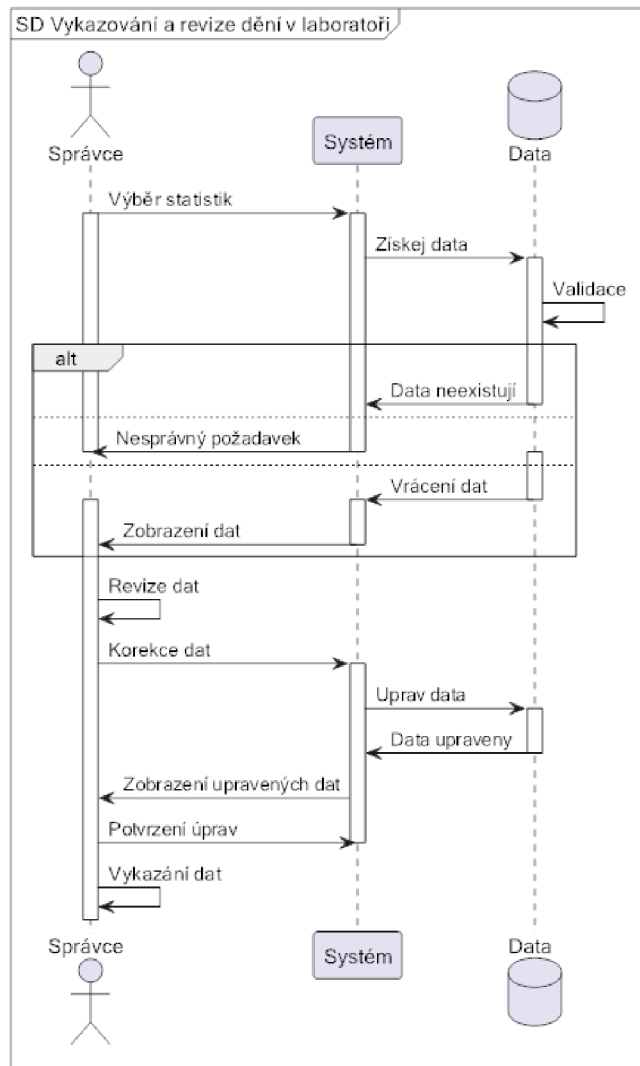 SD Vykazování a revize dění v laboratoři
Správce
Systém
Data
Výběr statistik
Získej data
Validace
alt
Data neexistují
Nesprávný požadavek
Vrácení dat
Zobrazení dat
Revize dat
Korekce dat
Uprav data
Data upraveny
Zobrazení upravených dat
Potvrzení úprav
Vykazání dat
Správce
Systém
Data